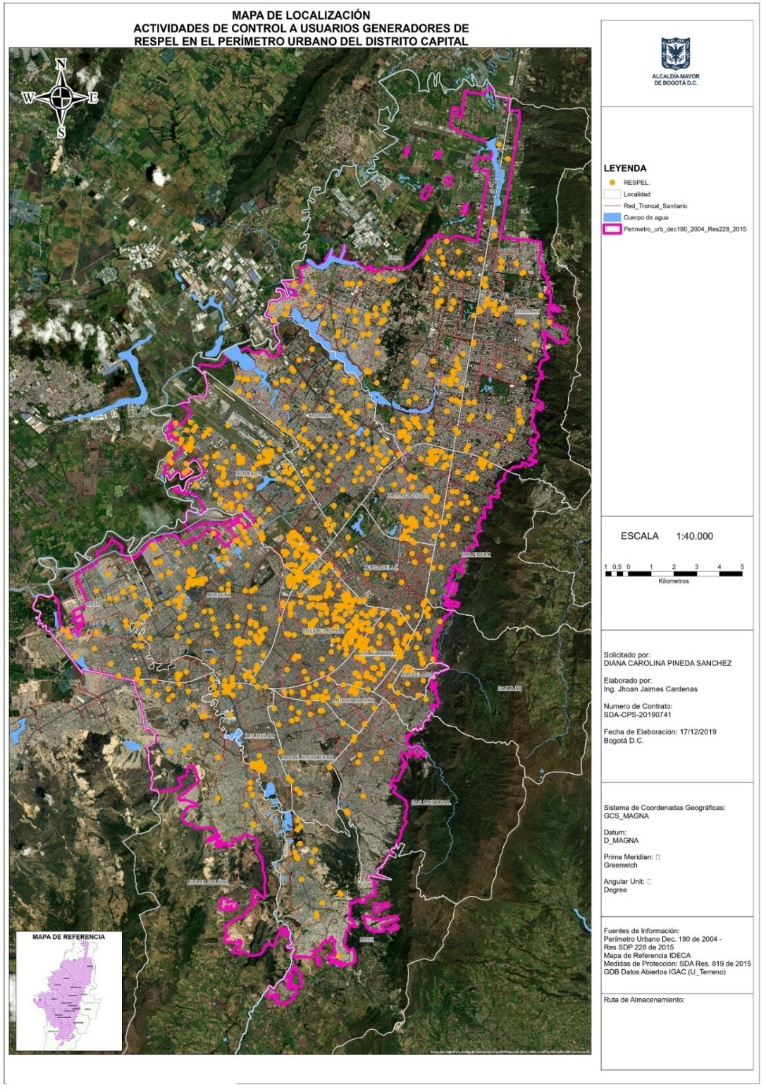 MAPA DE LOCALIZACIÓN
ACTIVIDADES DE CONTROL A USUARIOS GENERADORES DE
RESPEL EN EL PERÍMETRO URBANO DEL DISTRITO CAPITAL
N
W E
S
ALCALDÍA MAYOR
DE BOGOTÁ D.C.
LEYENDA
RESPEL.
Localidad
Red_Troncal_Sanitario
Cuerpo de agua
Perimetro_urb_dec190_2004_Res228_2015
ESCALA 1:40.000
1 0,5 0 1 2 3 4 5
Kilometros
Solicitado por:
DIANA CAROLINA PINEDA SANCHEZ
Elaborado por:
Ing. Jhoan Jaimes Cardenas
Numero de Contrato:
SDA-CPS-20190741
Fecha de Elaboración: 17/12/2019
Bogotá D.C.
Sistema de Coordenadas Geográficas:
GCS_MAGNA
Datum:
D_MAGNA
Prime Meridian: □
Greenwich
Angular Unit: □
Degree
Fuentes de Información:
Perímetro Urbano Dec. 190 de 2004 -
Res SDP 228 de 2015
Mapa de Referencia IDECA
Medidas de Protección: SDA Res. 819 de 2015
GDB Datos Abiertos IGAC (U_Terreno)
Ruta de Almacenamiento:
MAPA DE REFERENCIA